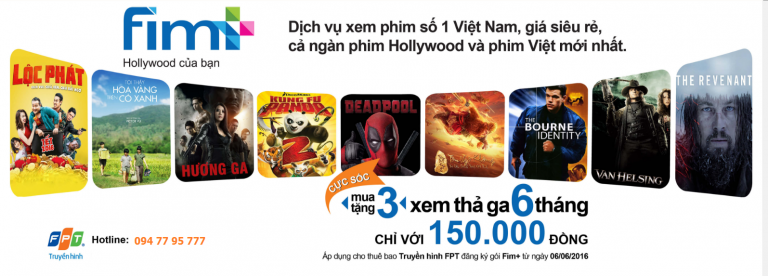 fim+
Hollywood của bạn
Dịch vụ xem phim số 1 Việt Nam, giá siêu rẻ,
cả ngàn phim Hollywood và phim Việt mới nhất.
LỘC PHÁT
TÔI THẤY
HOA VÀNG
TRÊN
CỎ XANH
HƯƠNG GA
DREAMWORKS
KUNG FU
PANDA
2
DEADPOOL
THE
BOURNE
IDENTITY
VAN HELSING
THE REVENANT
CỰC SỐC
mua 3 tặng 3 xem thả ga 6 tháng
CHỈ VỚI 150.000 ĐỒNG
Áp dụng cho thuê bao Truyền hình FPT đăng ký gói Fim+ từ ngày 06/06/2016
FPT
Truyền hình
Hotline: 094 77 95 777